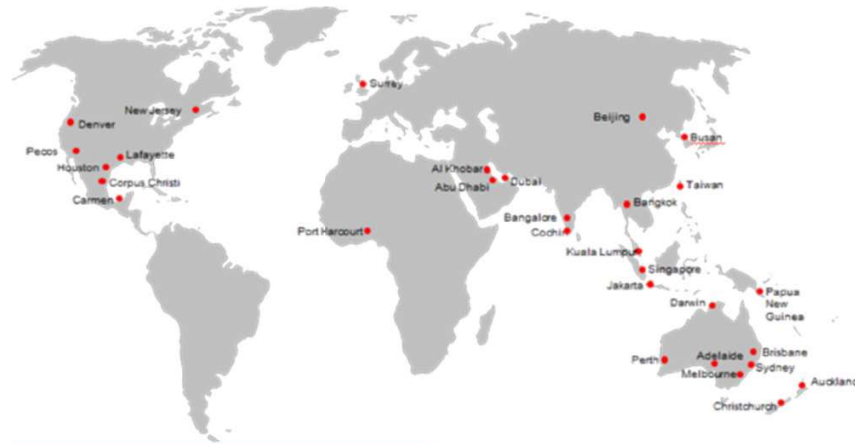 Surrey
New Jersey
Denver
Beijing
Busan
Pecos
Lafayette
Houston
Al Khobar
Corpus Christi
Abu Dhabi
Dubai
Taiwan
Carmen
Bangkok
Bangalore
Port Harcourt
Cochin
Kuala Lumpur
Singapore
Jakarta
Papua
New
Guinea
Darwin
Brisbane
Adelaide
Perth
Sydney
Melbourne
Auckland
Christchurch